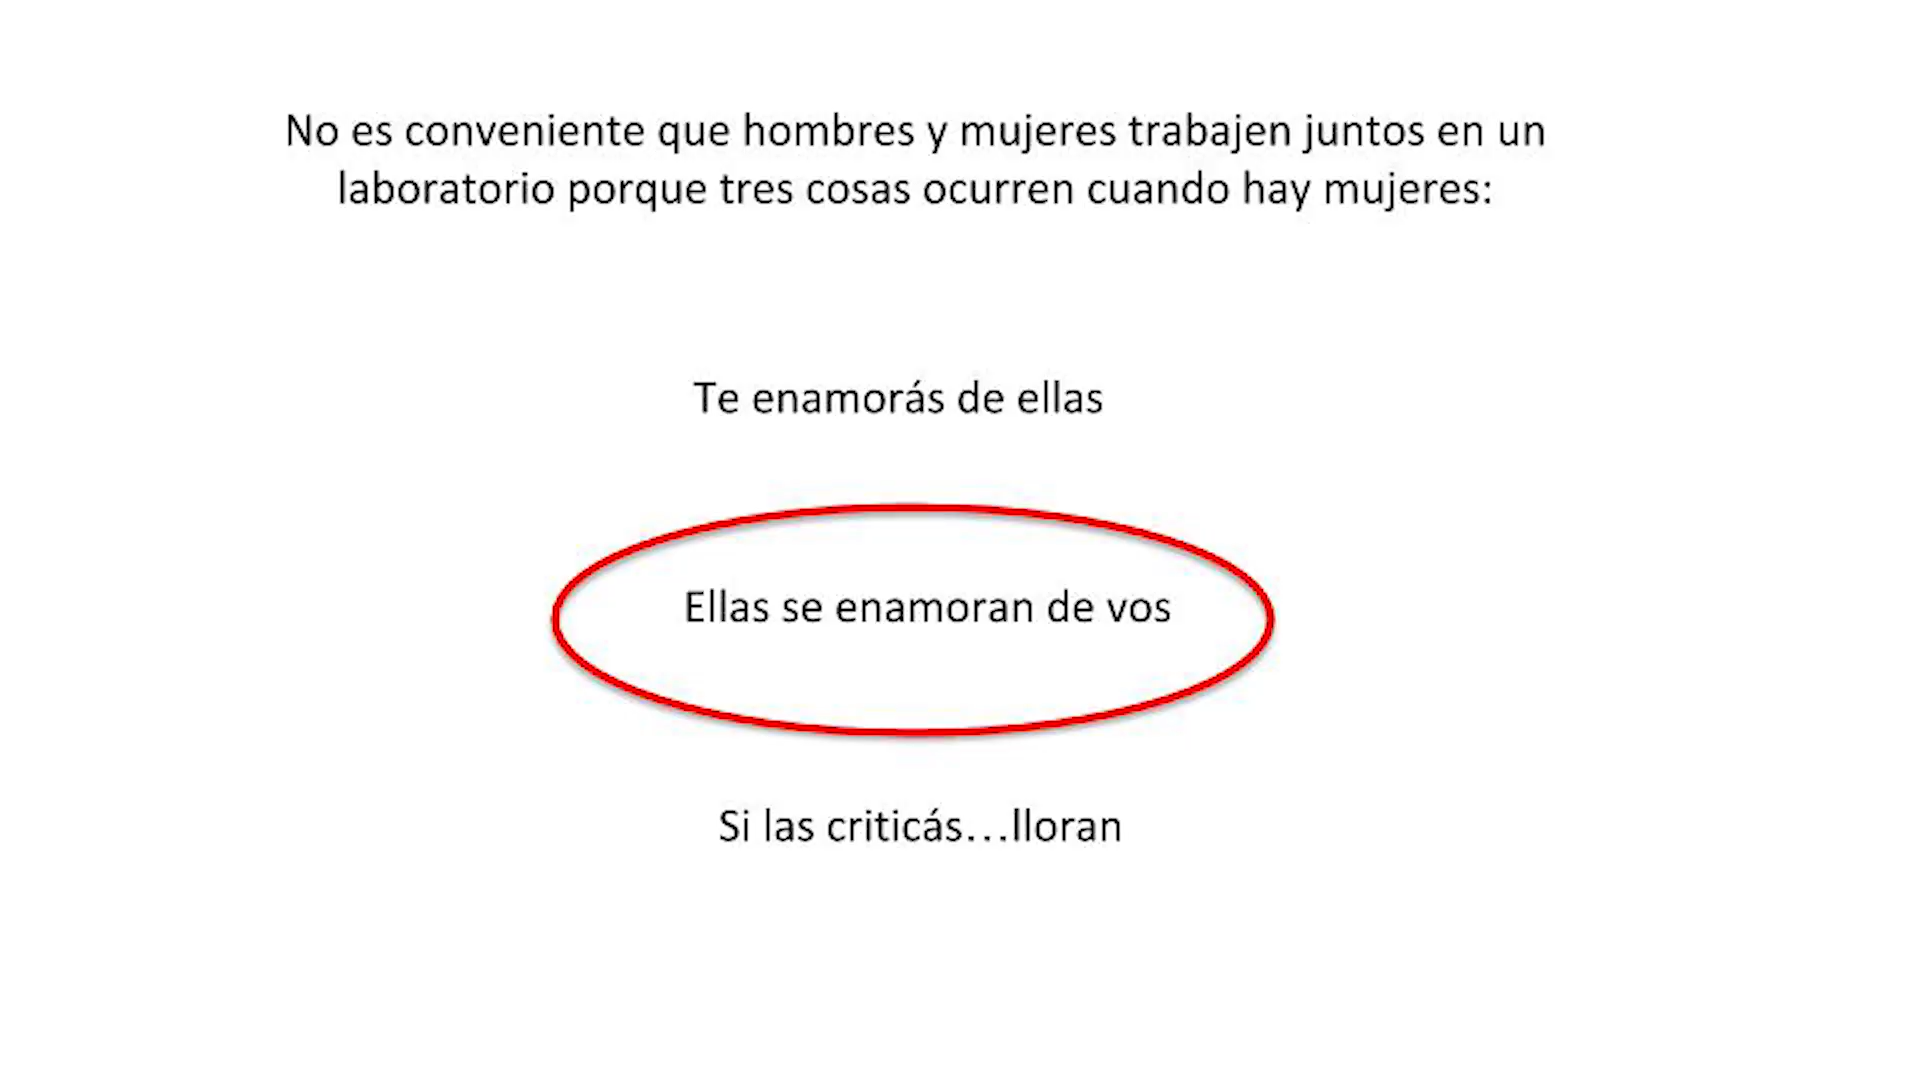 No es conveniente que hombres y mujeres trabajen juntos en un
laboratorio porque tres cosas ocurren cuando hay mujeres:
Te enamorás de ellas
Ellas se enamoran de vos
Si las criticás...lloran